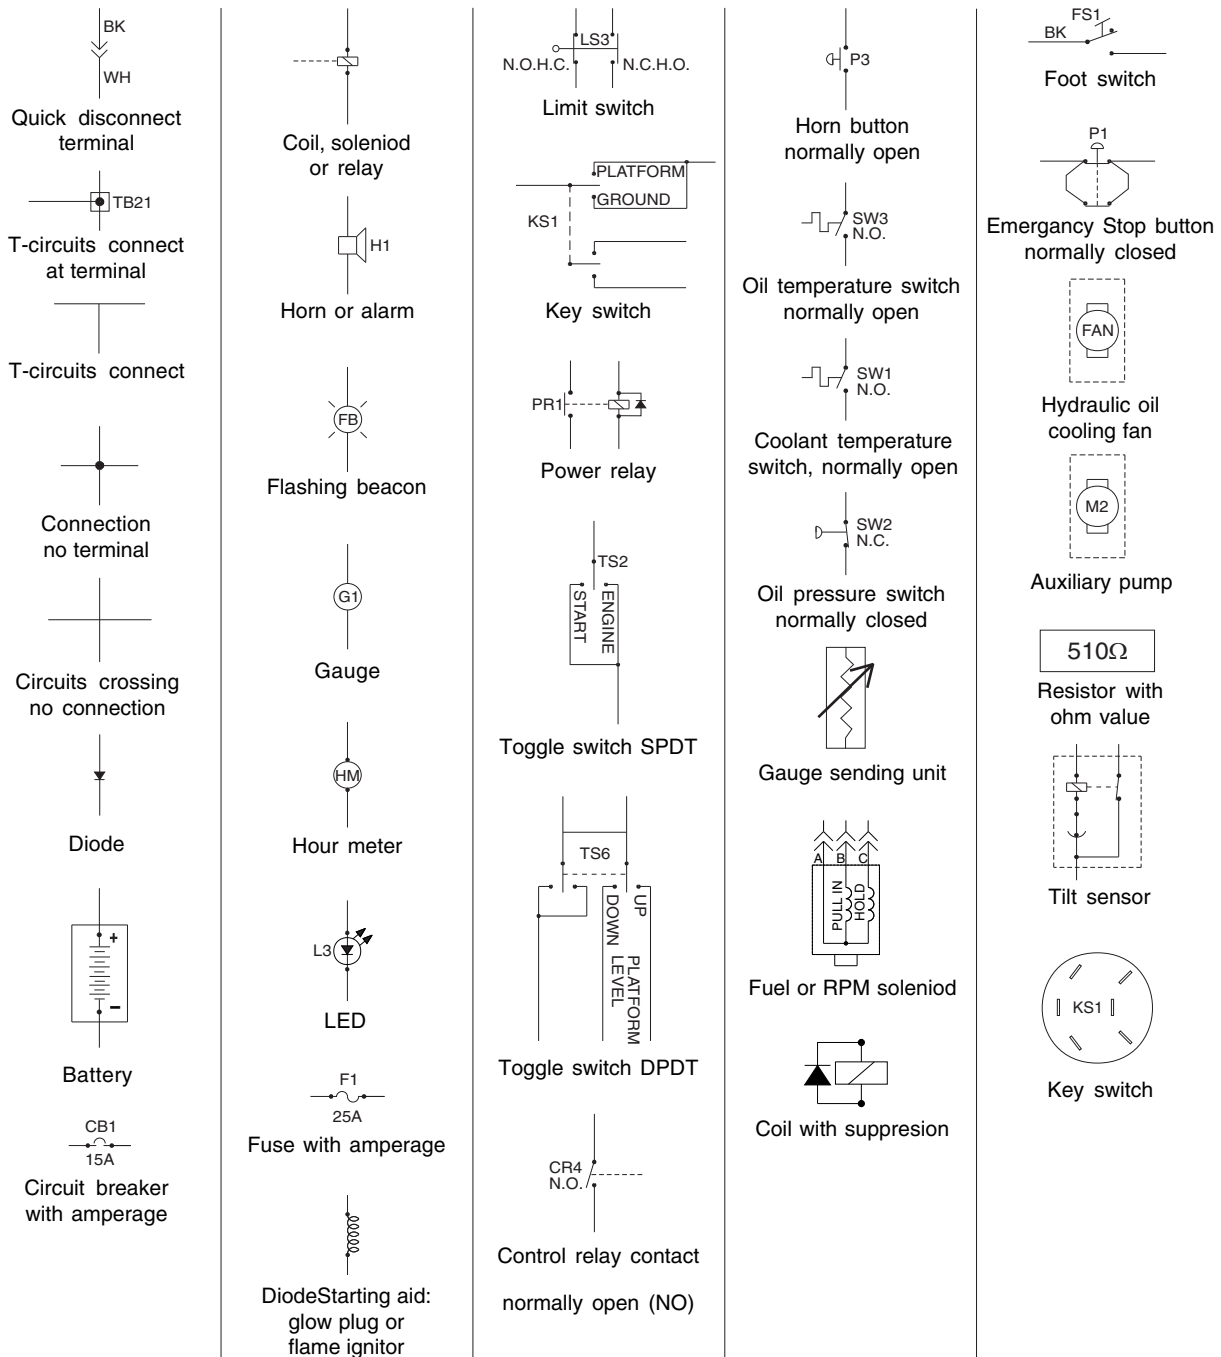 BK
WH
Quick disconnect
terminal
TB21
T-circuits connect
at terminal
T-circuits connect
Connection
no terminal
Circuits crossing
no connection
Diode
+
−
Battery
CB1
15A
Circuit breaker
with amperage
Coil, soleniod
or relay
H1
Horn or alarm
FB
Flashing beacon
G1
Gauge
HM
Hour meter
L3
LED
F1
25A
Fuse with amperage
DiodeStarting aid:
glow plug or
flame ignitor
LS3
N.O.H.C. N.C.H.O.
Limit switch
PLATFORM
GROUND
KS1
Key switch
PR1
Power relay
TS2
START
ENGINE
Toggle switch SPDT
TS6
DOWN
UP
LEVEL
PLATFORM
Toggle switch DPDT
CR4
N.O.
Control relay contact
normally open (NO)
P3
Horn button
normally open
SW3
N.O.
Oil temperature switch
normally open
SW1
N.O.
Coolant temperature
switch, normally open
SW2
N.C.
Oil pressure switch
normally closed
Gauge sending unit
A B C
PULL IN
HOLD
Fuel or RPM soleniod
Coil with suppresion
FS1
BK
Foot switch
P1
Emergancy Stop button
normally closed
FAN
Hydraulic oil
cooling fan
M2
Auxiliary pump
510Ω
Resistor with
ohm value
Tilt sensor
KS1
Key switch